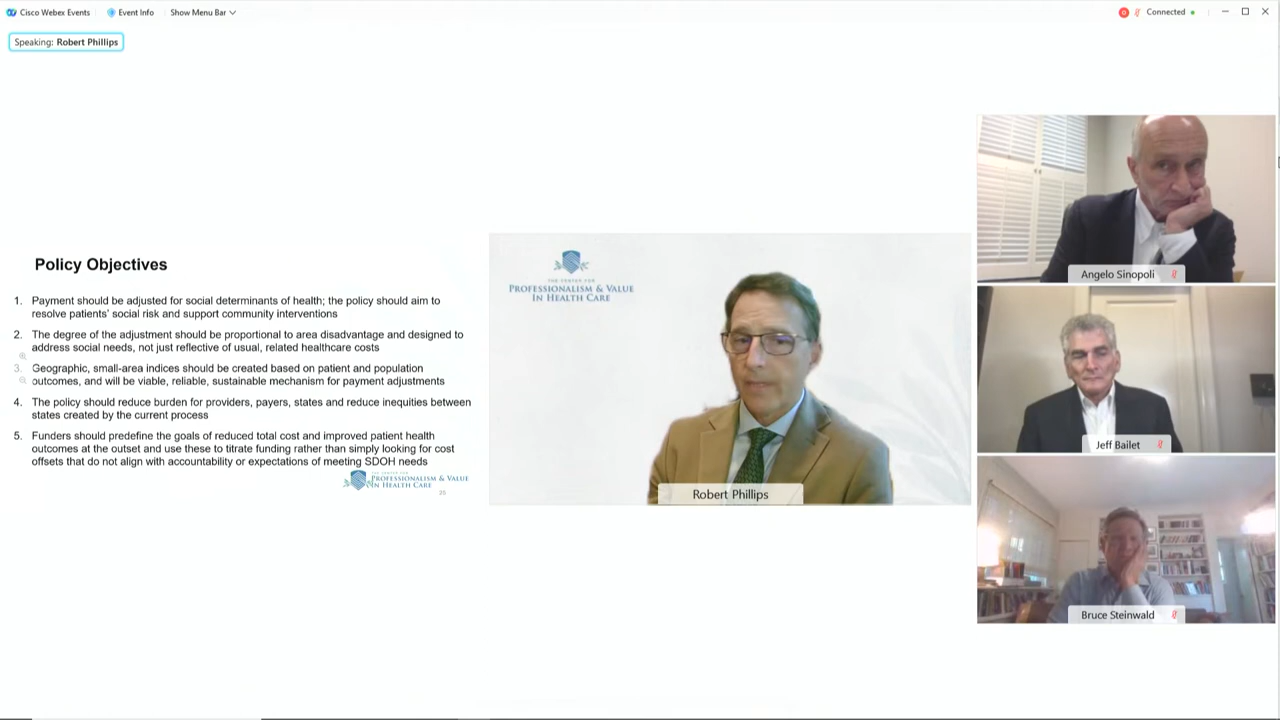 Cisco Webex Events
Event Info
Show Menu Bar
Connected
Speaking: Robert Phillips
Policy Objectives
1. Payment should be adjusted for social determinants of health; the policy should aim to
resolve patients' social risk and support community interventions
2. The degree of the adjustment should be proportional to area disadvantage and designed to
address social needs, not just reflective of usual, related healthcare costs
3. Geographic, small-area indices should be created based on patient and population
outcomes, and will be viable, reliable, sustainable mechanism for payment adjustments
4. The policy should reduce burden for providers, payers, states and reduce inequities between
states created by the current process
5. Funders should predefine the goals of reduced total cost and improved patient health
outcomes at the outset and use these to titrate funding rather than simply looking for cost
offsets that do not align with accountability or expectations of meeting SDOH needs
THE CENTER FOR
PROFESSIONALISM & VALUE
IN HEALTH CARE
25
THE CENTER FOR
PROFESSIONALISM & VALUE
IN HEALTH CARE
Robert Phillips
Angelo Sinopoli
Jeff Bailet
Bruce Steinwald